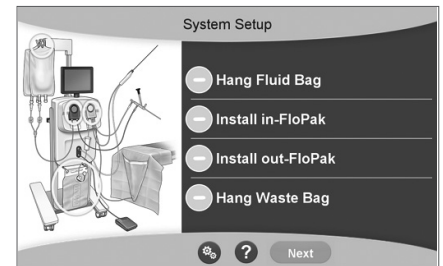 System Setup
Hang Fluid Bag
Install in-FloPak
Install out-FloPak
Hang Waste Bag
?
Next